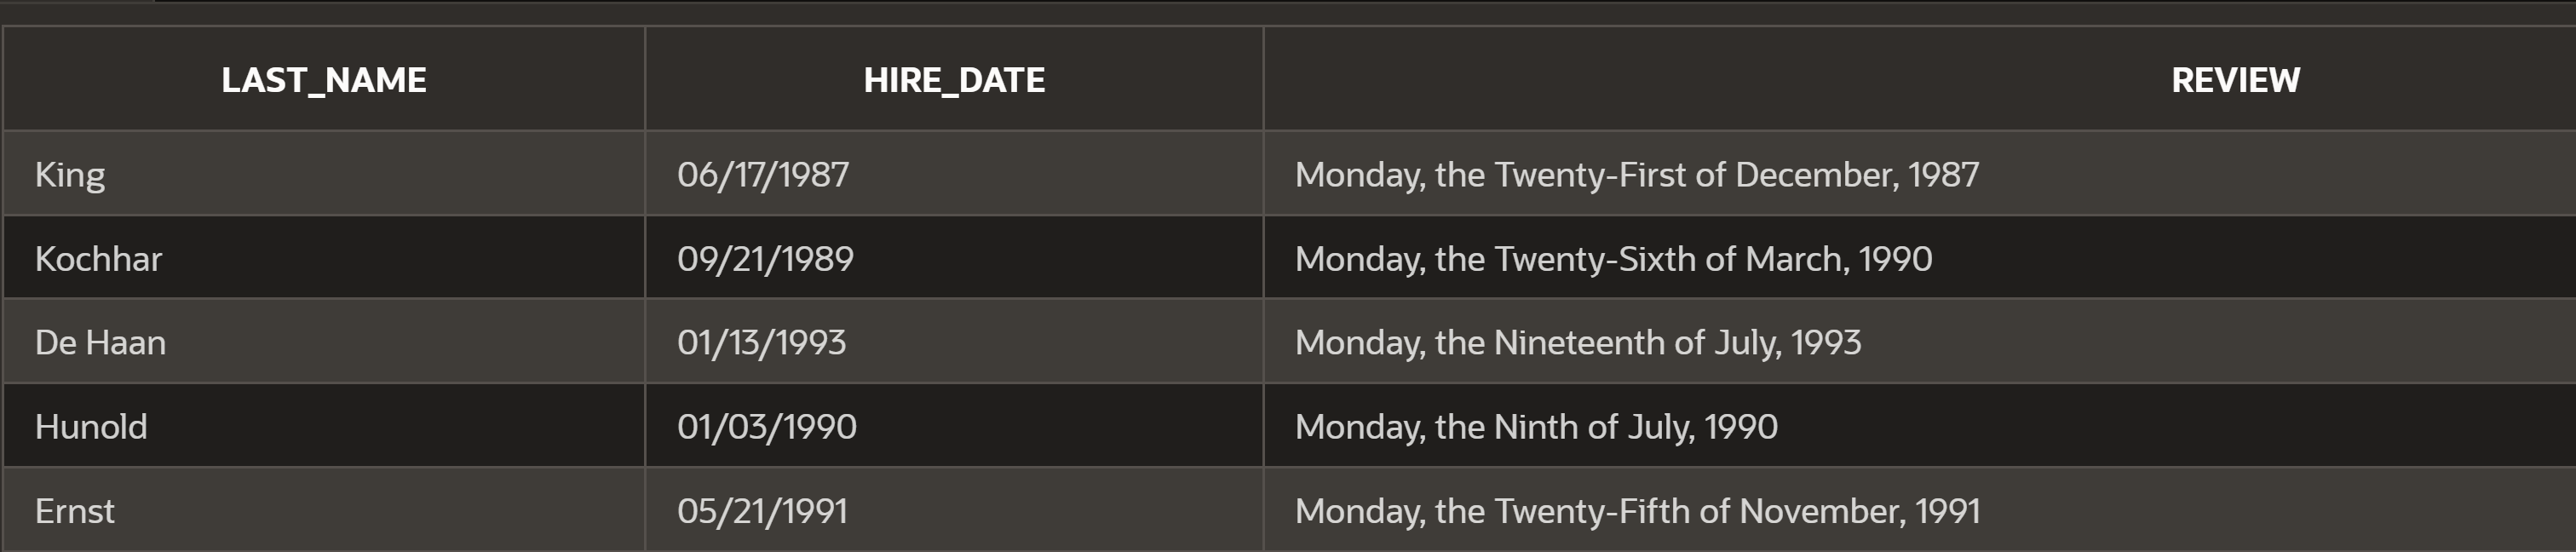 LAST_NAME HIRE_DATE REVIEW
King 06/17/1987 Monday, the Twenty-First of December, 1987
Kochhar 09/21/1989 Monday, the Twenty-Sixth of March, 1990
De Haan 01/13/1993 Monday, the Nineteenth of July, 1993
Hunold 01/03/1990 Monday, the Ninth of July, 1990
Ernst 05/21/1991 Monday, the Twenty-Fifth of November, 1991